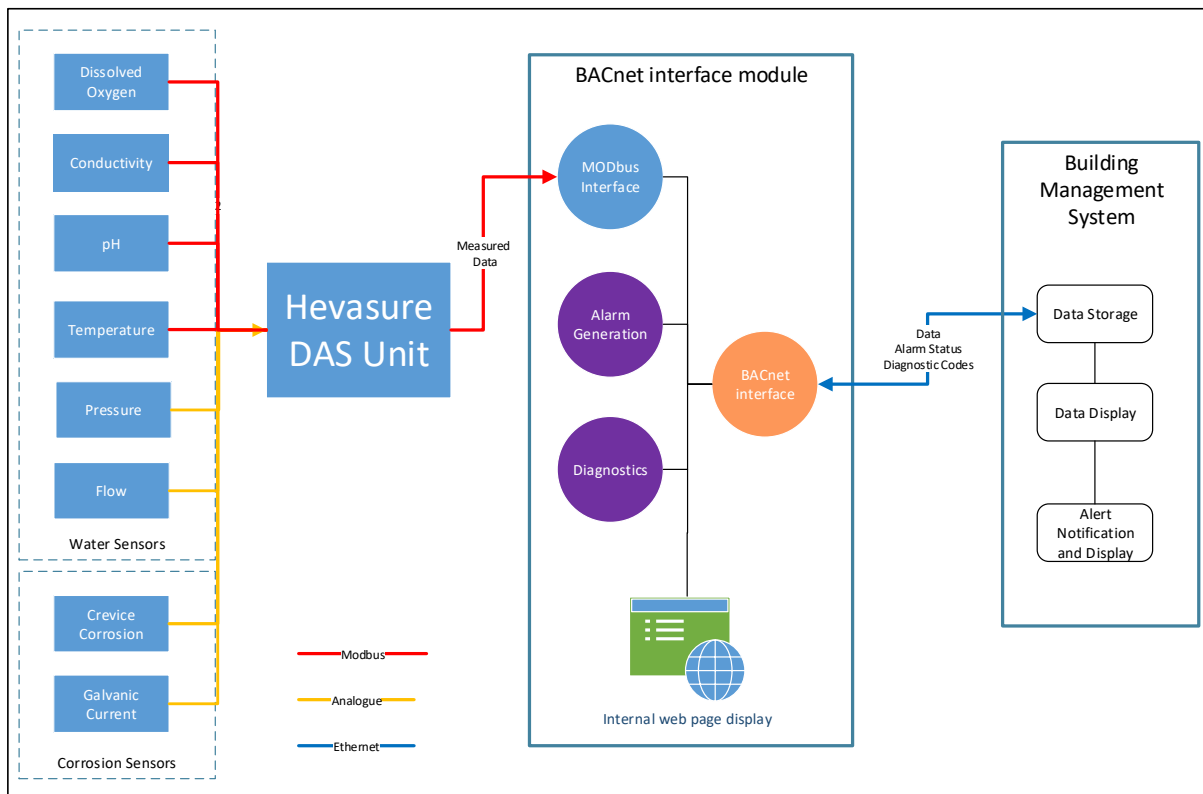 Dissolved
Oxygen
Conductivity
2
pH
Temperature
Pressure
Flow
Water Sensors
Crevice
Corrosion
Galvanic
Current
Corrosion Sensors
Hevasure
DAS Unit
Measured
Data
Modbus
Analogue
Ethernet
BACnet interface module
MODbus
Interface
Alarm
Generation
Diagnostics
BACnet
interface
Internal web page display
Data
Alarm Status
Diagnostic Codes
Building
Management
System
Data Storage
Data Display
Alert
Notification
and Display